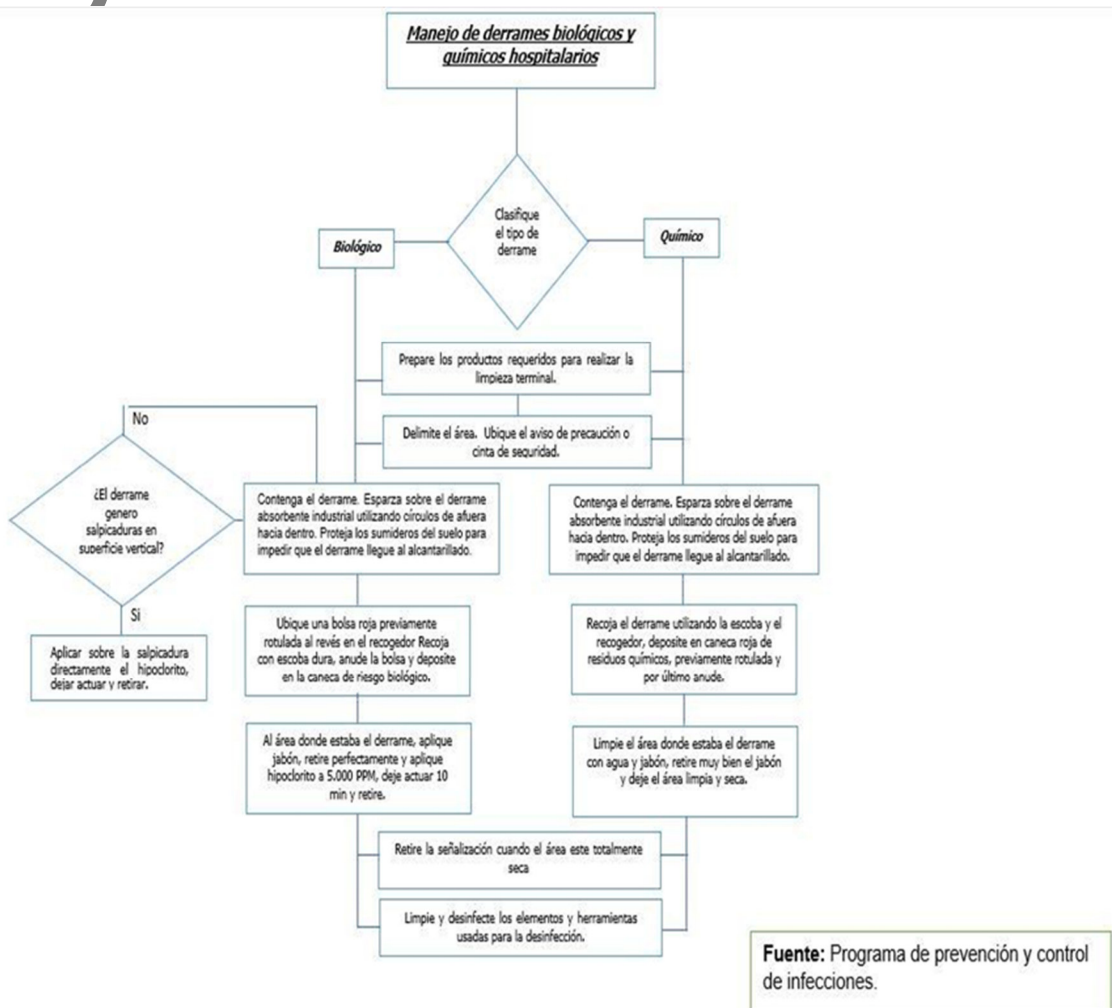 Manejo de derrames biológicos y
químicos hospitalarios
Clasifique
el tipo de
derrame
Biológico
Químico
Prepare los productos requeridos para realizar la
limpieza terminal.
Delimite el área. Ubique el aviso de precaución o
cinta de seguridad.
No
¿El derrame
genero
salpicaduras en
superficie vertical?
Si
Aplicar sobre la salpicadura
directamente el hipoclorito,
dejar actuar y retirar.
Contenga el derrame. Esparza sobre el derrame
absorbente industrial utilizando círculos de afuera
hacia dentro. Proteja los sumideros del suelo para
impedir que el derrame llegue al alcantarillado.
Contenga el derrame. Esparza sobre el derrame
absorbente industrial utilizando círculos de afuera
hacia dentro. Proteja los sumideros del suelo para
impedir que el derrame llegue al alcantarillado.
Ubique una bolsa roja previamente
rotulada al revés en el recogedor Recoja
con escoba dura, anude la bolsa y deposite
en la caneca de riesgo biológico.
Recoja el derrame utilizando la escoba y el
recogedor, deposite en caneca roja de
residuos químicos, previamente rotulada y
por último anude.
Al área donde estaba el derrame, aplique
jabón, retire perfectamente y aplique
hipoclorito a 5.000 PPM, deje actuar 10
min y retire.
Limpie el área donde estaba el derrame
con agua y jabón, retire muy bien el jabón
y deje el área limpia y seca.
Retire la señalización cuando el área este totalmente
seca
Limpie y desinfecte los elementos y herramientas
usadas para la desinfección.
Fuente: Programa de prevención y control
de infecciones.